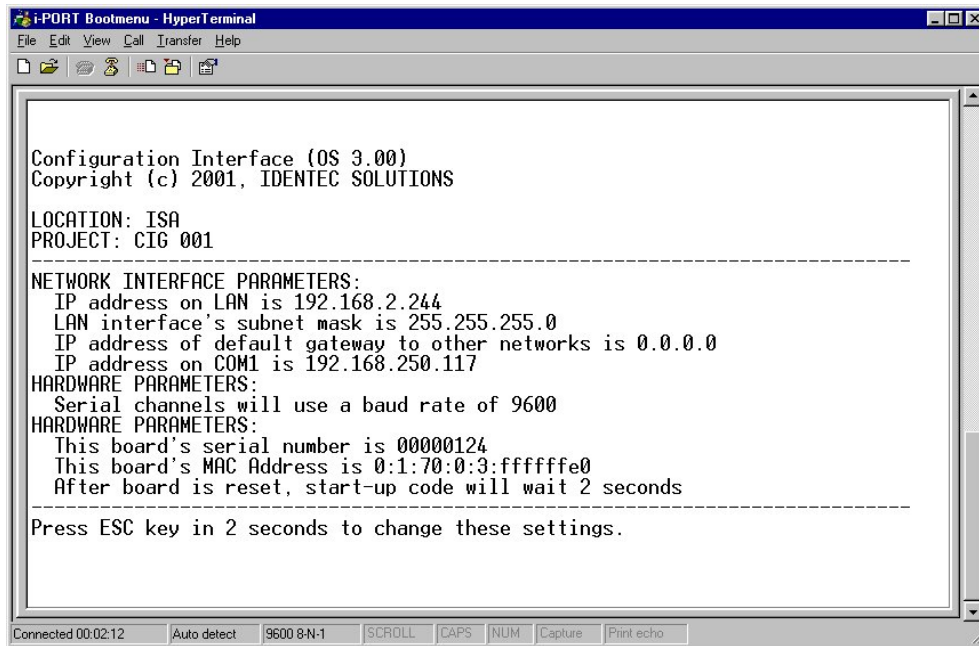 i-PORT Bootmenu - HyperTerminal
File Edit View Call Transfer Help
Configuration Interface (OS 3.00)
Copyright (c) 2001, IDENTEC SOLUTIONS
LOCATION: ISA
PROJECT: CIG 001
NETWORK INTERFACE PARAMETERS:
IP address on LAN is 192.168.2.244
LAN interface's subnet mask is 255.255.255.0
IP address of default gateway to other networks is 0.0.0.0
IP address on COM1 is 192.168.250.117
HARDWARE PARAMETERS:
Serial channels will use a baud rate of 9600
HARDWARE PARAMETERS:
This board's serial number is 00000124
This board's MAC Address is 0:1:70:0:3:ffffffe0
After board is reset, start-up code will wait 2 seconds
Press ESC key in 2 seconds to change these settings.
Connected 00:02:12 Auto detect 9600 8-N-1 SCROLL CAPS NUM Capture Print echo